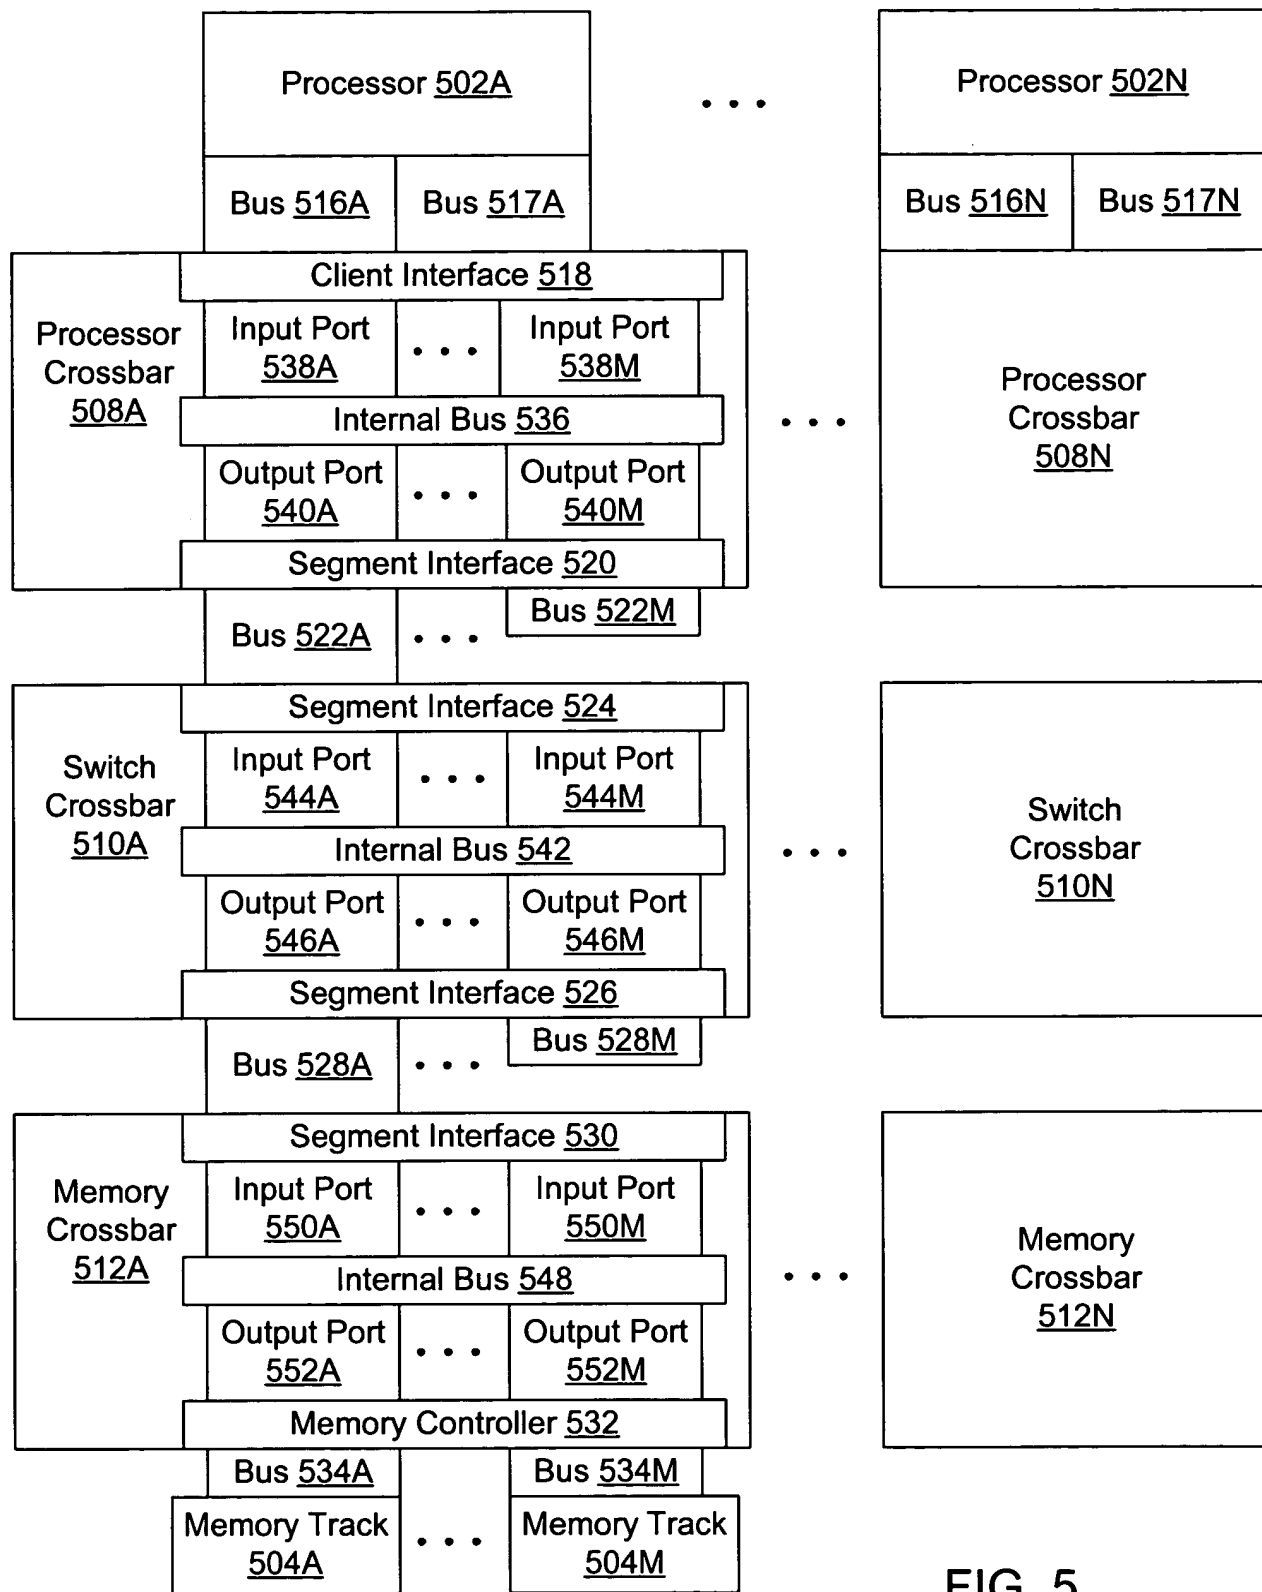 Processor 502A
. . .
Processor 502N
Bus 516A
Bus 517A
Bus 516N
Bus 517N
Client Interface 518
Processor
Crossbar
508A
Input Port
538A
. . .
Input Port
538M
Internal Bus 536
Output Port
540A
. . .
Output Port
540M
Segment Interface 520
. . .
Processor
Crossbar
508N
Bus 522A
. . .
Bus 522M
Segment Interface 524
Switch
Crossbar
510A
Input Port
544A
. . .
Input Port
544M
Internal Bus 542
Output Port
546A
. . .
Output Port
546M
Segment Interface 526
. . .
Switch
Crossbar
510N
Bus 528A
. . .
Bus 528M
Segment Interface 530
Memory
Crossbar
512A
Input Port
550A
. . .
Input Port
550M
Internal Bus 548
Output Port
552A
. . .
Output Port
552M
Memory Controller 532
. . .
Memory
Crossbar
512N
Bus 534A
Bus 534M
Memory Track
504A
. . .
Memory Track
504M
FIG. 5